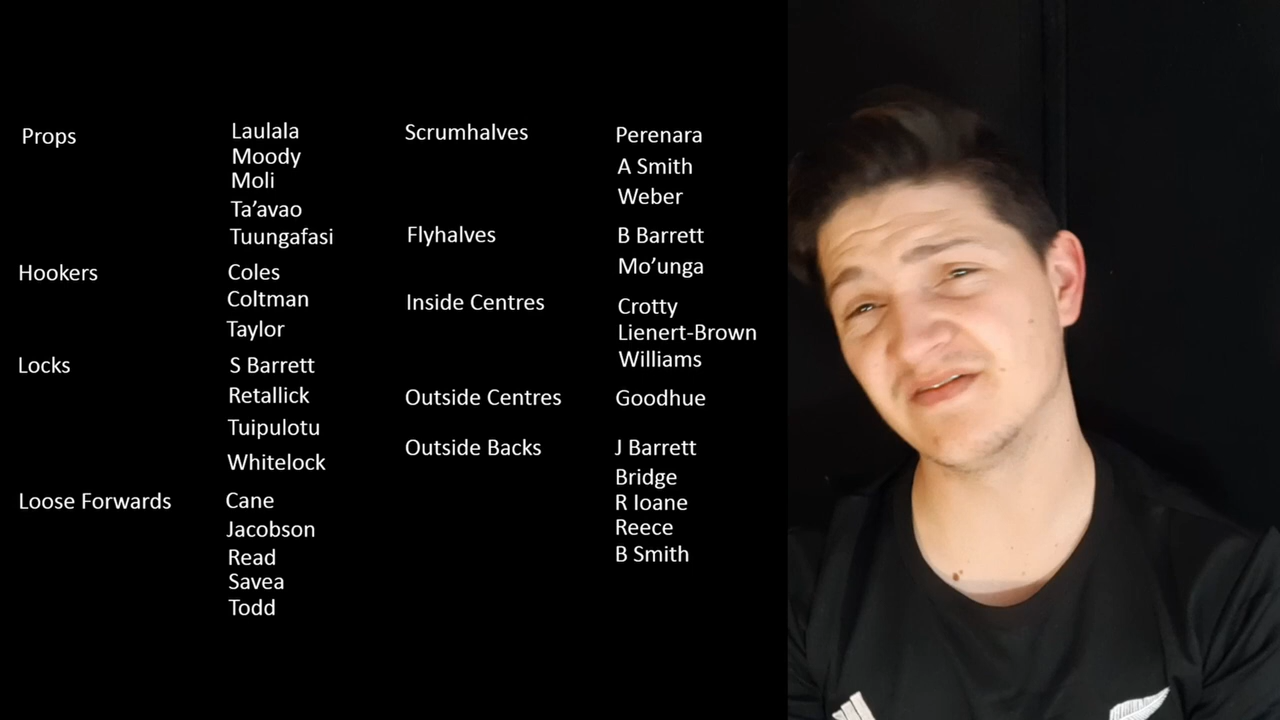 Props
Laulala
Moody
Moli
Ta'avao
Tuungafasi
Hookers
Coles
Coltman
Taylor
Locks
S Barrett
Retallick
Tuipulotu
Whitelock
Loose Forwards
Cane
Jacobson
Read
Savea
Todd
Scrumhalves
Perenara
A Smith
Weber
Flyhalves
B Barrett
Mo'unga
Inside Centres
Crotty
Lienert-Brown
Williams
Outside Centres
Goodhue
Outside Backs
J Barrett
Bridge
R Ioane
Reece
B Smith